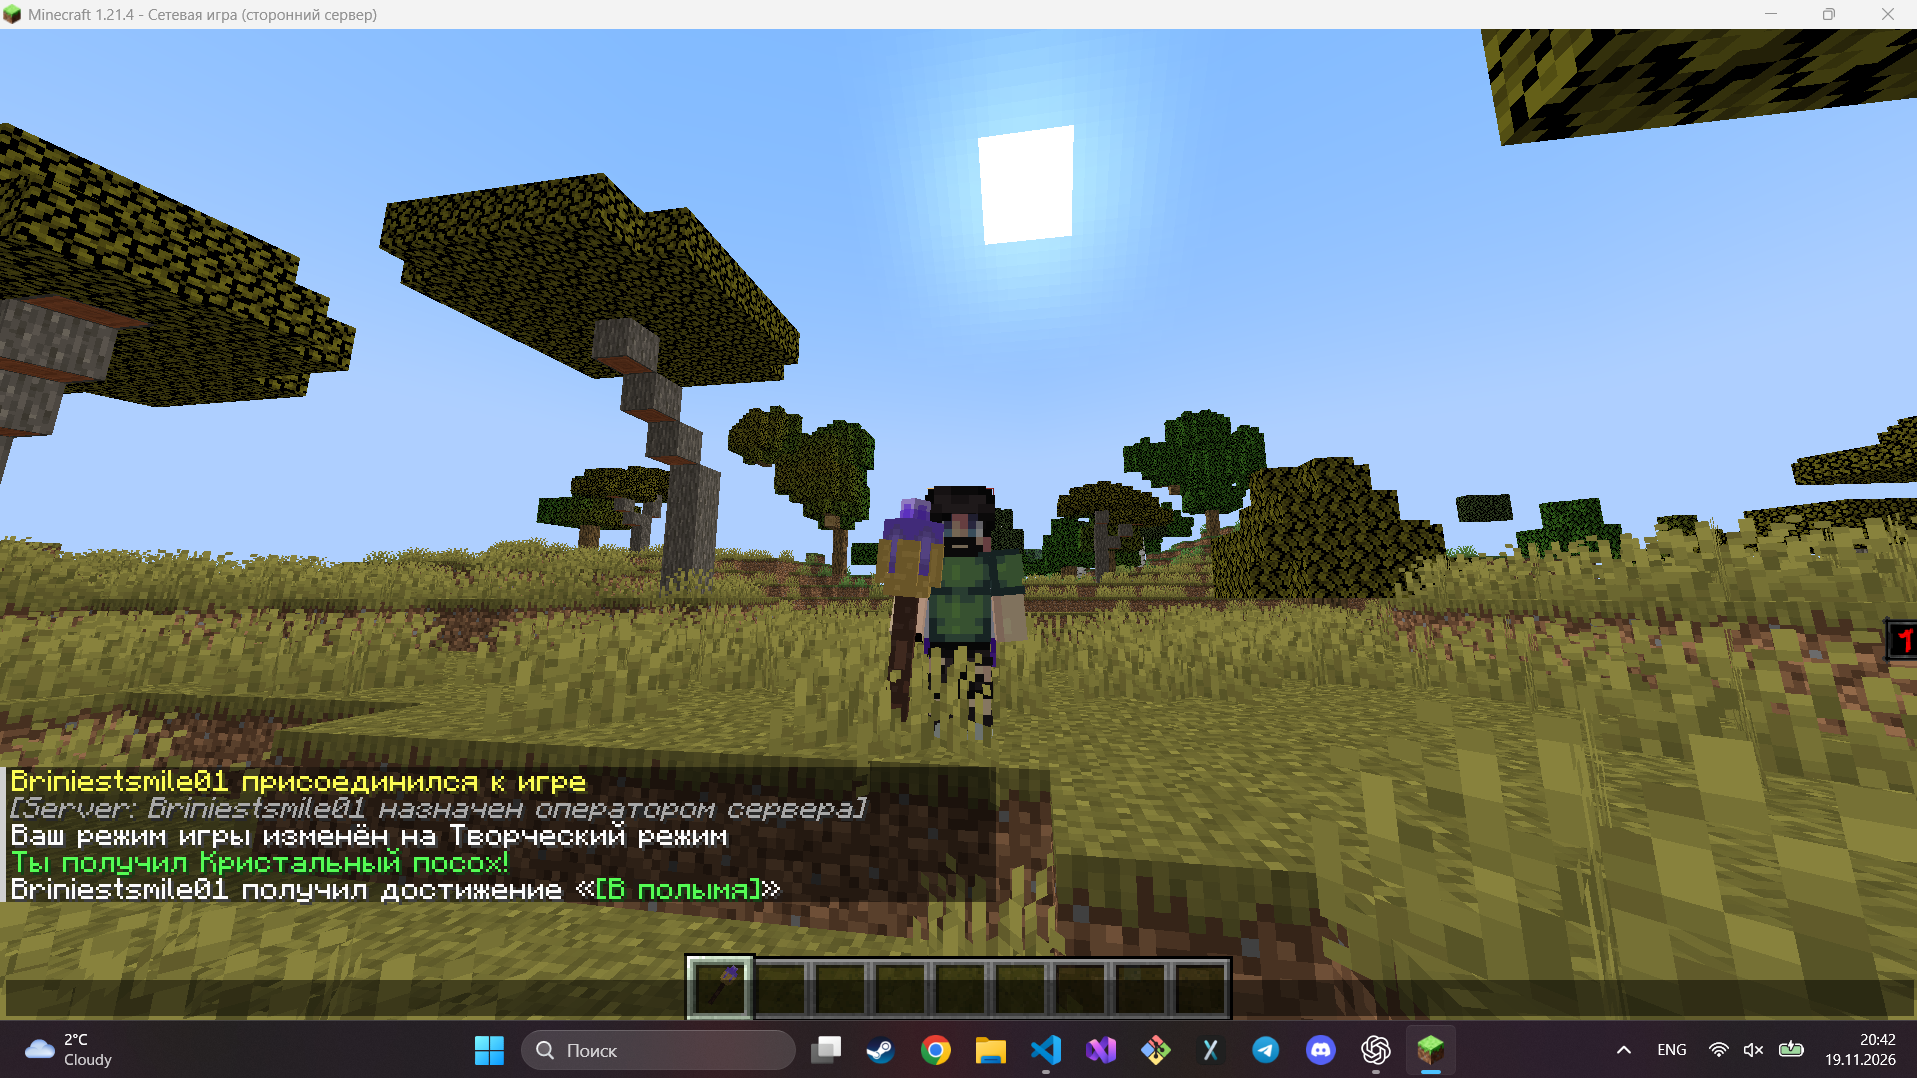 Minecraft 1.21.4 - Сетевая игра (сторонний сервер)
Briniestsmile01 присоединился к игре
[Server: Briniestsmile01 назначен оператором сервера]
Ваш режим игры изменён на Творческий режим
Ты получил Кристальный посох!
Briniestsmile01 получил достижение «[В полымя]»
2°C
Cloudy
Поиск
ENG
20:42
19.11.2026